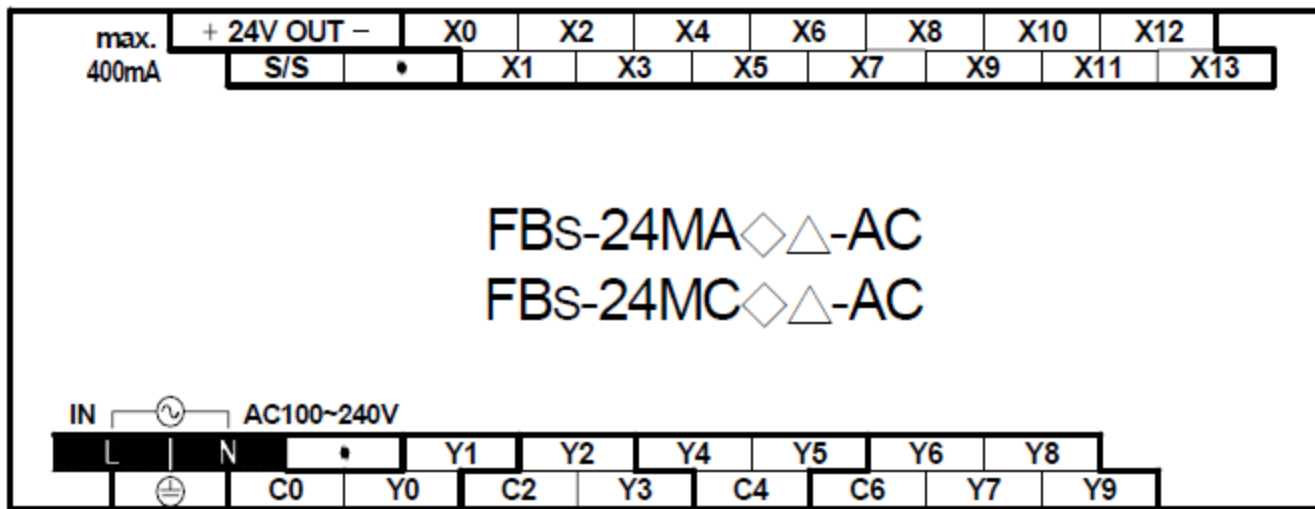 max. + 24V OUT − X0 X2 X4 X6 X8 X10 X12
400mA S/S • X1 X3 X5 X7 X9 X11 X13
FBs-24MA◇△-AC
FBs-24MC◇△-AC
IN AC100~240V
L N • Y1 Y2 Y4 Y5 Y6 Y8
C0 Y0 C2 Y3 C4 C6 Y7 Y9